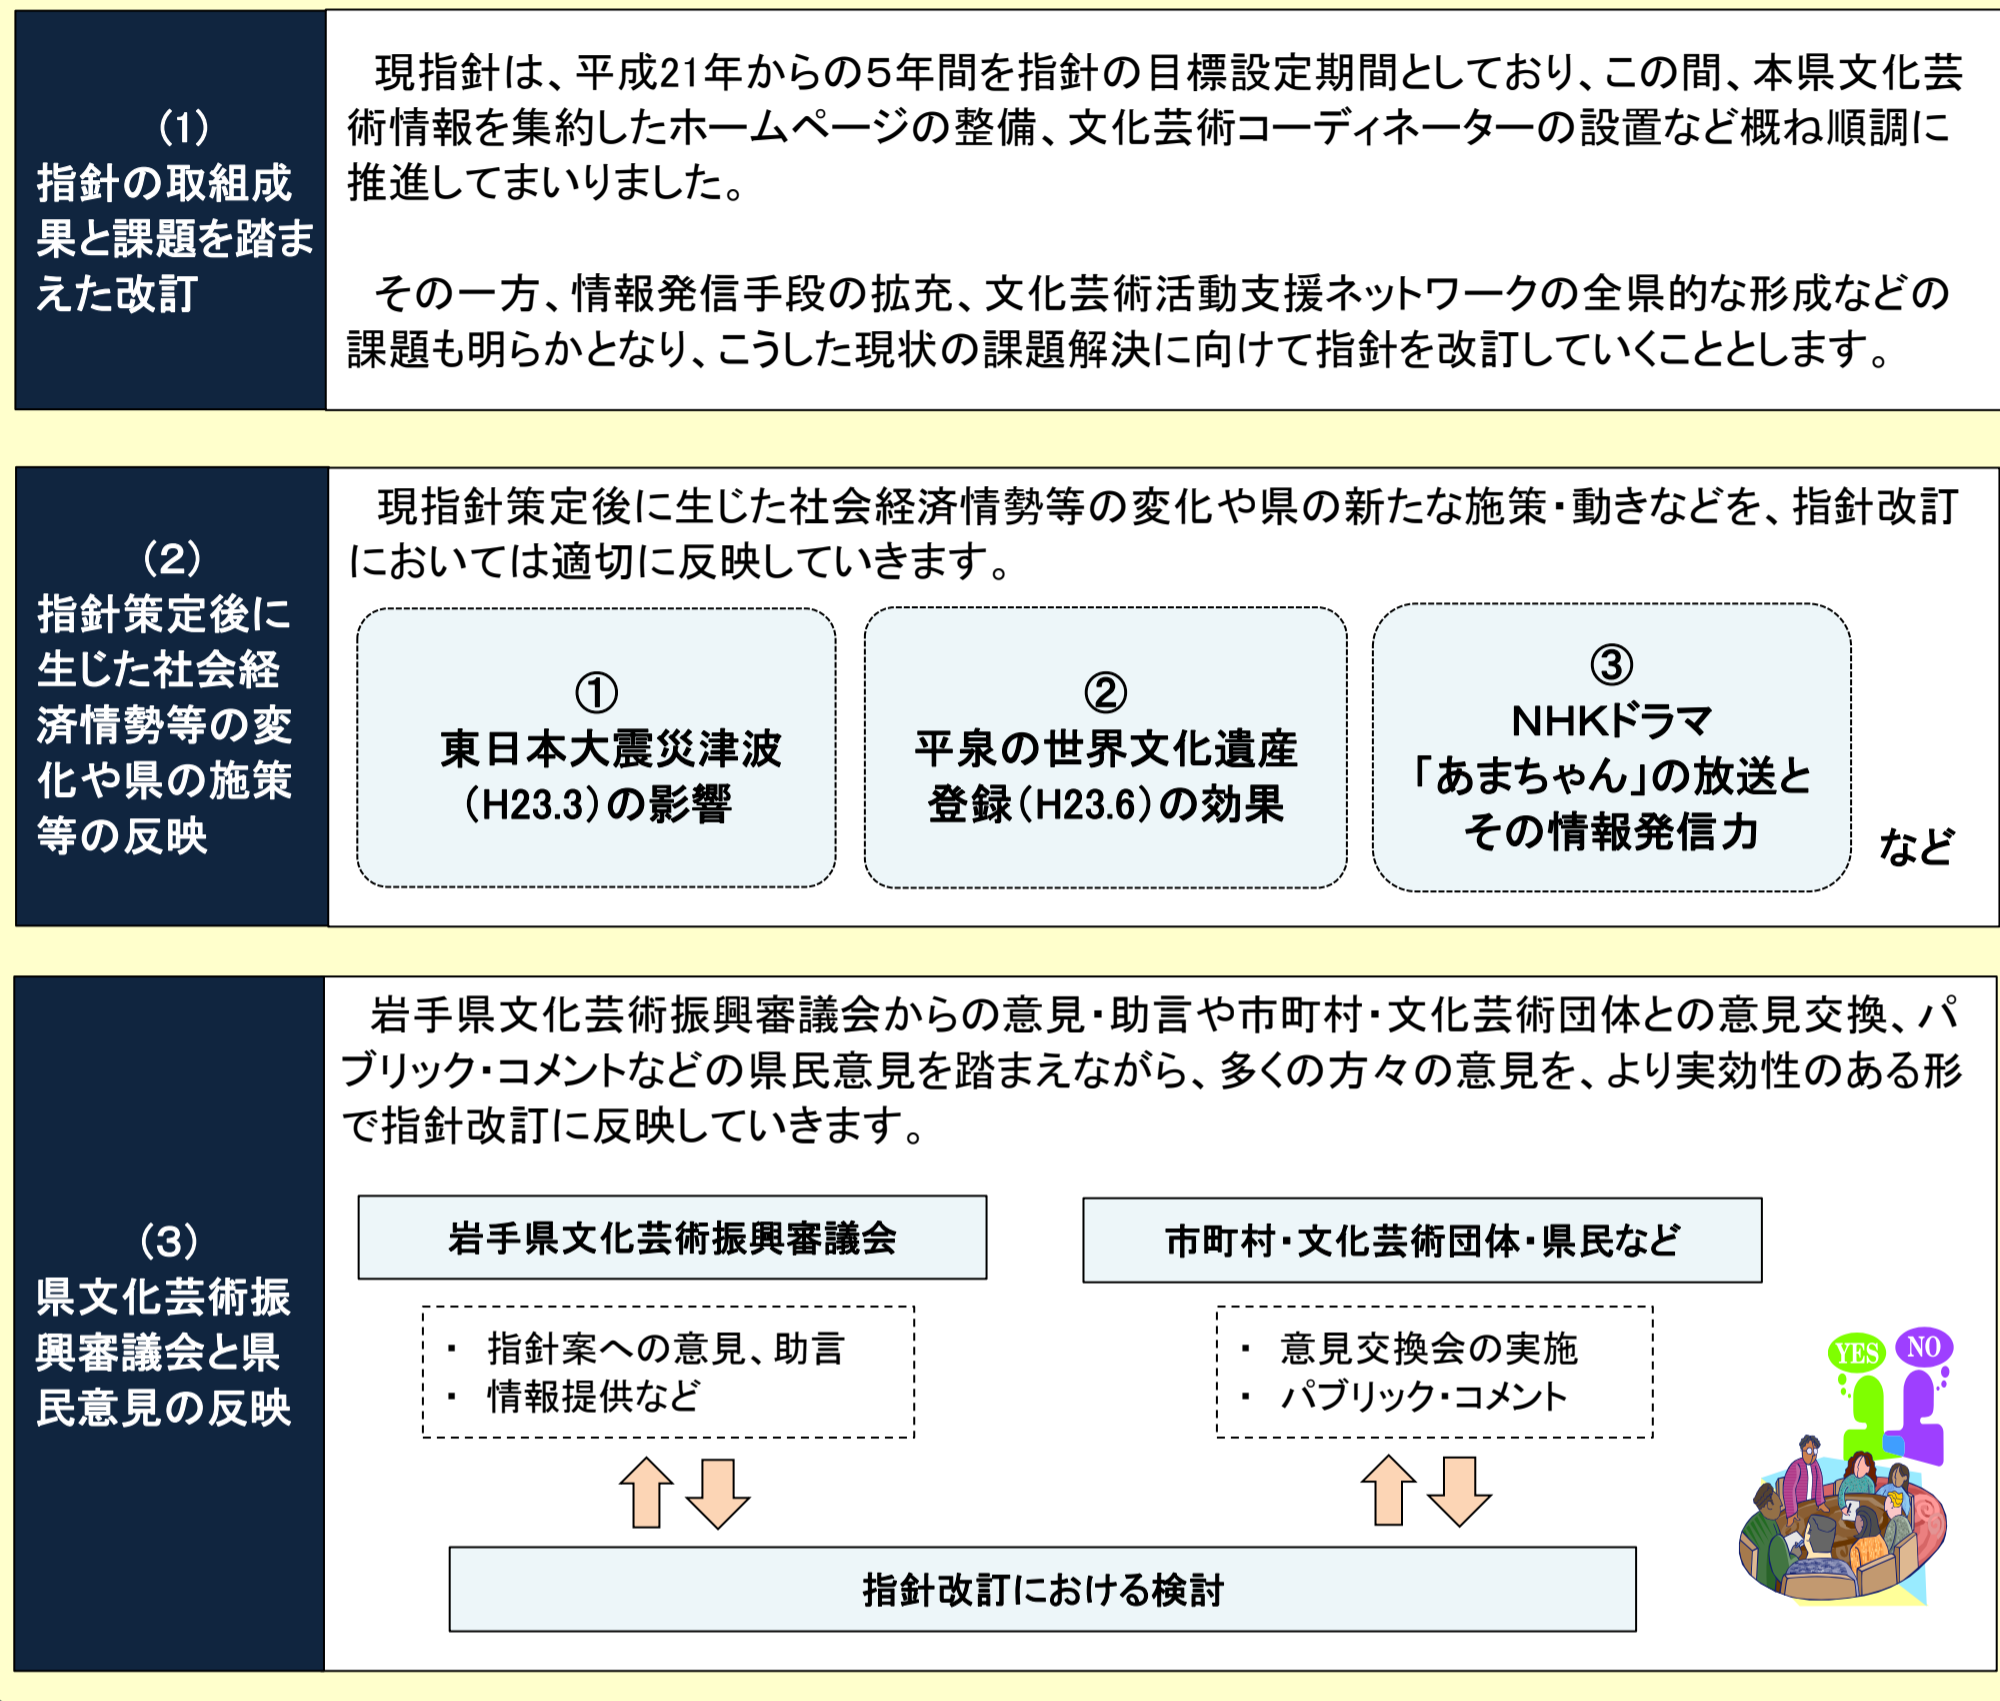 (1)
指針の取組成
果と課題を踏ま
えた改訂
現指針は、平成21年からの５年間を指針の目標設定期間としており、この間、本県文化芸
術情報を集約したホームページの整備、文化芸術コーディネーターの設置など概ね順調に
推進してまいりました。
その一方、情報発信手段の拡充、文化芸術活動支援ネットワークの全県的な形成などの
課題も明らかとなり、こうした現状の課題解決に向けて指針を改訂していくこととします。
(2)
指針策定後に
生じた社会経
済情勢等の変
化や県の施策
等の反映
現指針策定後に生じた社会経済情勢等の変化や県の新たな施策・動きなどを、指針改訂
においては適切に反映していきます。
①
東日本大震災津波
（H23.3）の影響
②
平泉の世界文化遺産
登録（H23.6）の効果
③
NHKドラマ
「あまちゃん」の放送と
その情報発信力
など
(3)
県文化芸術振
興審議会と県
民意見の反映
岩手県文化芸術振興審議会からの意見・助言や市町村・文化芸術団体との意見交換、パ
ブリック・コメントなどの県民意見を踏まえながら、多くの方々の意見を、より実効性のある形
で指針改訂に反映していきます。
岩手県文化芸術振興審議会
・ 指針案への意見、助言
・ 情報提供など
市町村・文化芸術団体・県民など
・ 意見交換会の実施
・ パブリック・コメント
YES NO
指針改訂における検討